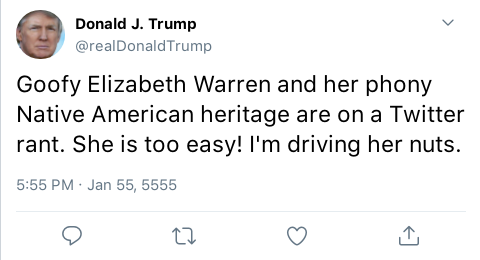 Donald J. Trump
@realDonaldTrump
Goofy Elizabeth Warren and her phony
Native American heritage are on a Twitter
rant. She is too easy! I'm driving her nuts.
5:55 PM · Jan 55, 5555